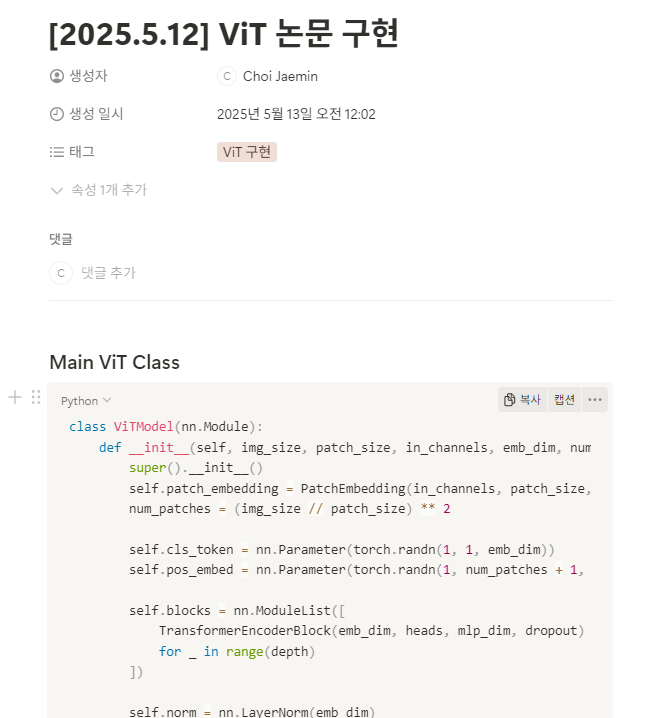 [2025.5.12] ViT 논문 구현
생성자 C Choi Jaemin
생성 일시 2025년 5월 13일 오전 12:02
태그 ViT 구현
속성 1개 추가
댓글
C 댓글 추가
Main ViT Class
Python 복사 캡션
class ViTModel(nn.Module):
def __init__(self, img_size, patch_size, in_channels, emb_dim, num
super().__init__()
self.patch_embedding = PatchEmbedding(in_channels, patch_size,
num_patches = (img_size // patch_size) ** 2
self.cls_token = nn.Parameter(torch.randn(1, 1, emb_dim))
self.pos_embed = nn.Parameter(torch.randn(1, num_patches + 1,
self.blocks = nn.ModuleList([
TransformerEncoderBlock(emb_dim, heads, mlp_dim, dropout)
for _ in range(depth)
])
self.norm = nn.LayerNorm(emb_dim)